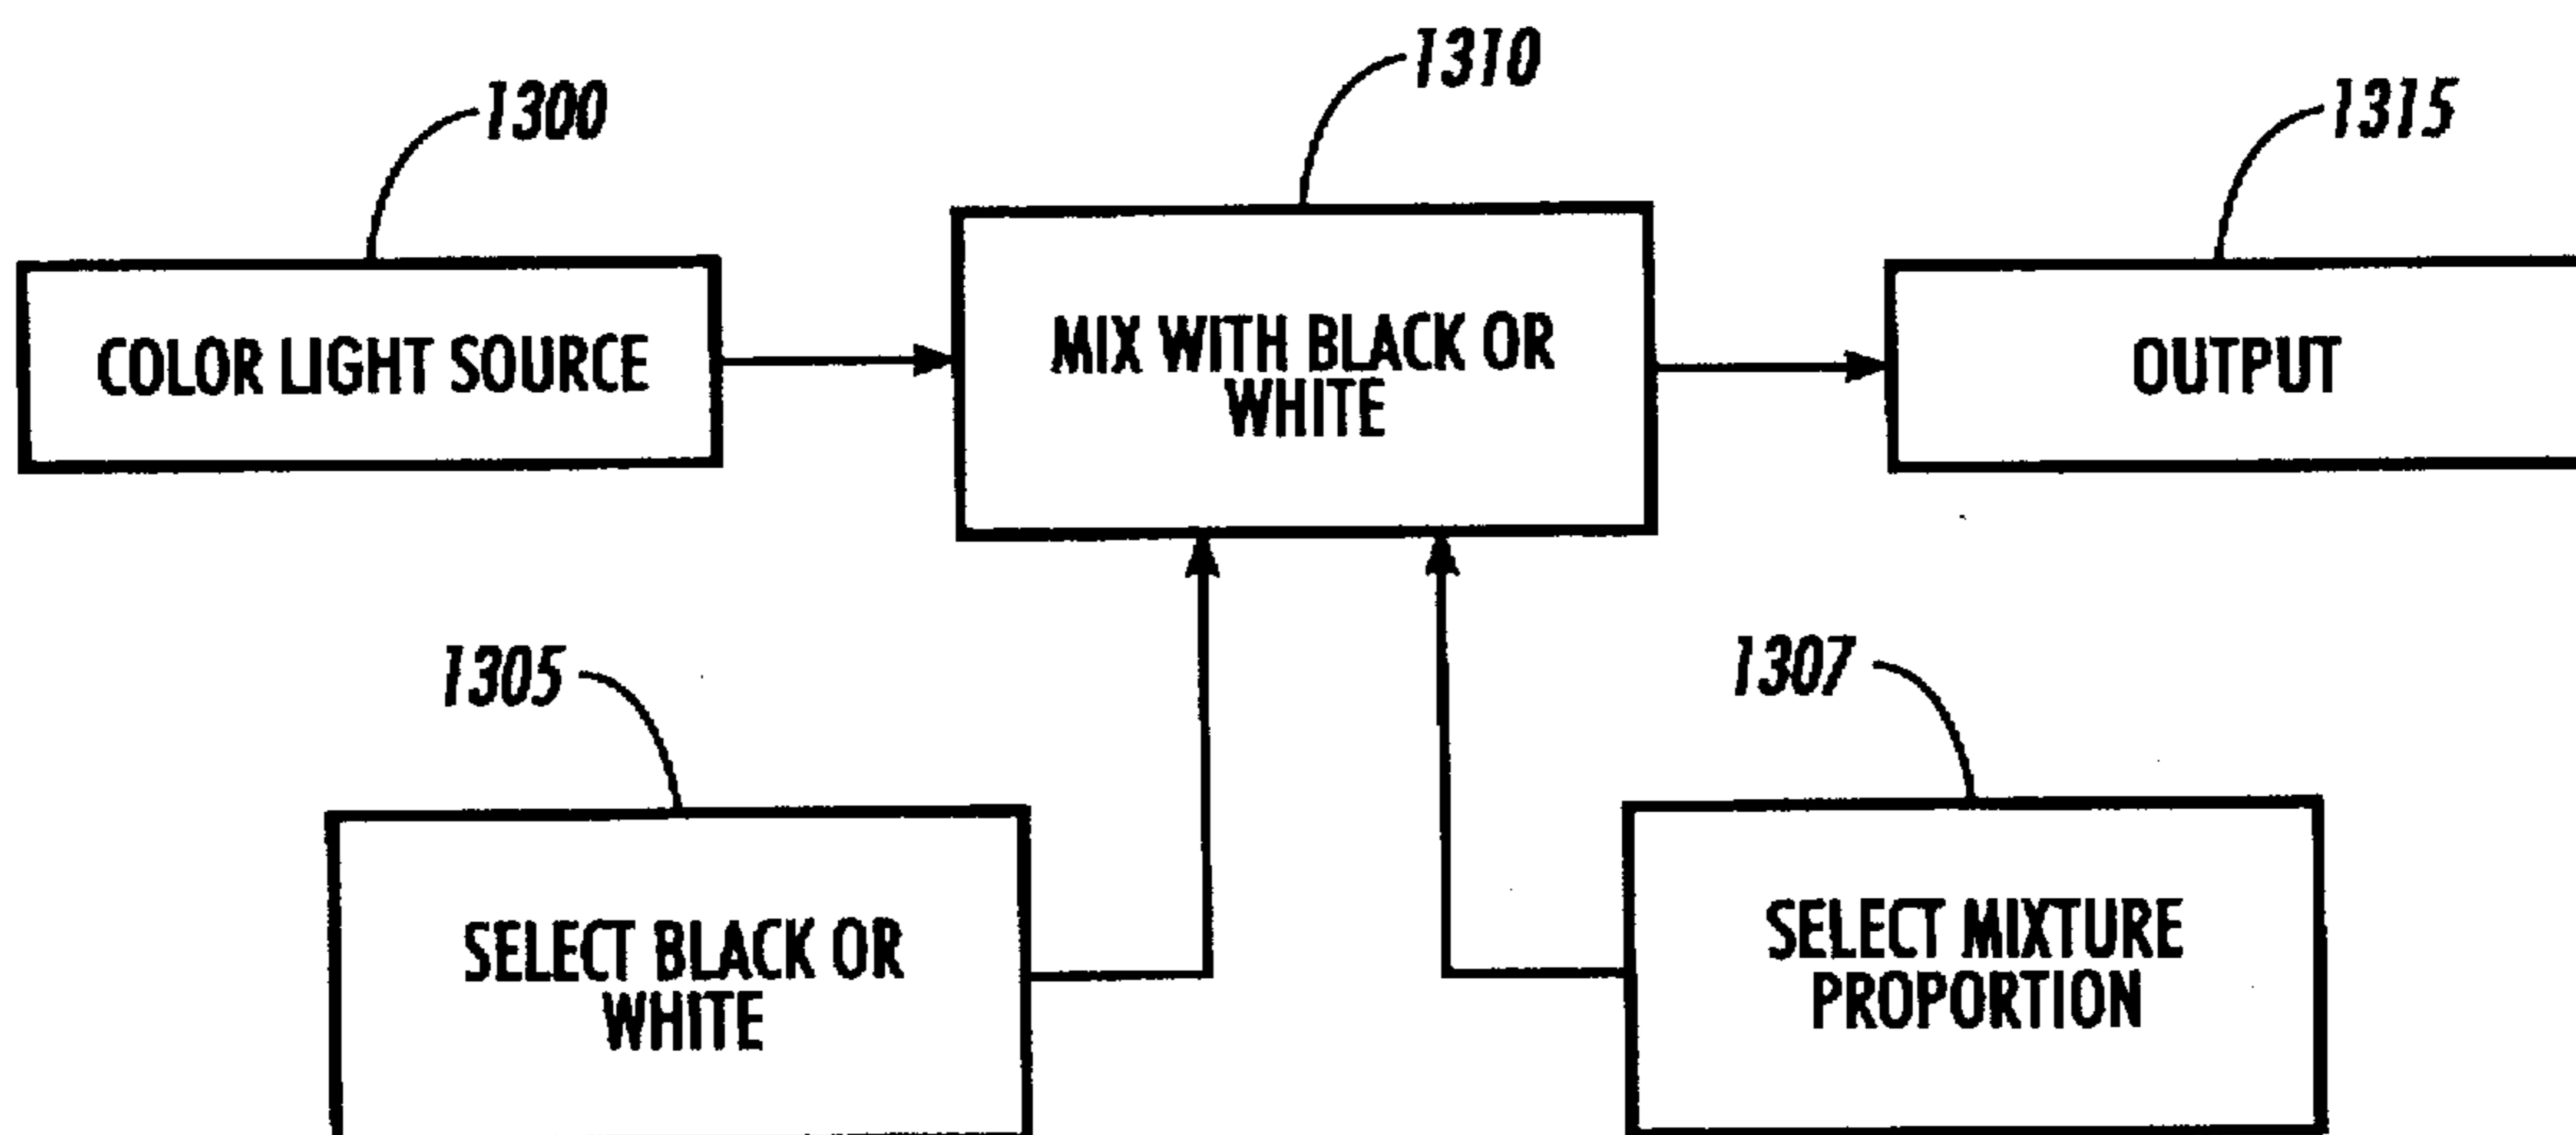 1310
1300
1315
COLOR LIGHT SOURCE
MIX WITH BLACK OR
WHITE
OUTPUT
1305
1307
SELECT BLACK OR
WHITE
SELECT MIXTURE
PROPORTION